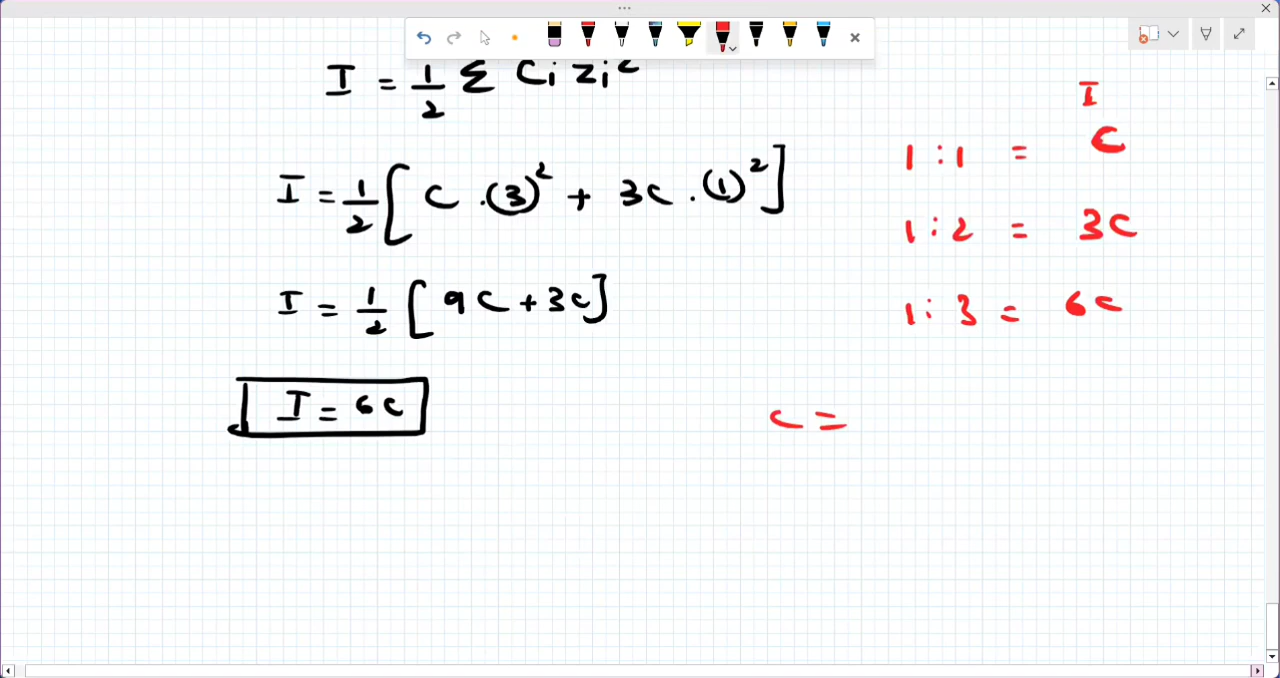 I = 1/2 Σ Ci Zi²
I = 1/2 [ C . (3)² + 3C . (1)² ]
I = 1/2 [ 9C + 3C ]
I = 6C
I
1 : 1 = C
1 : 2 = 3C
1 : 3 = 6C
C =